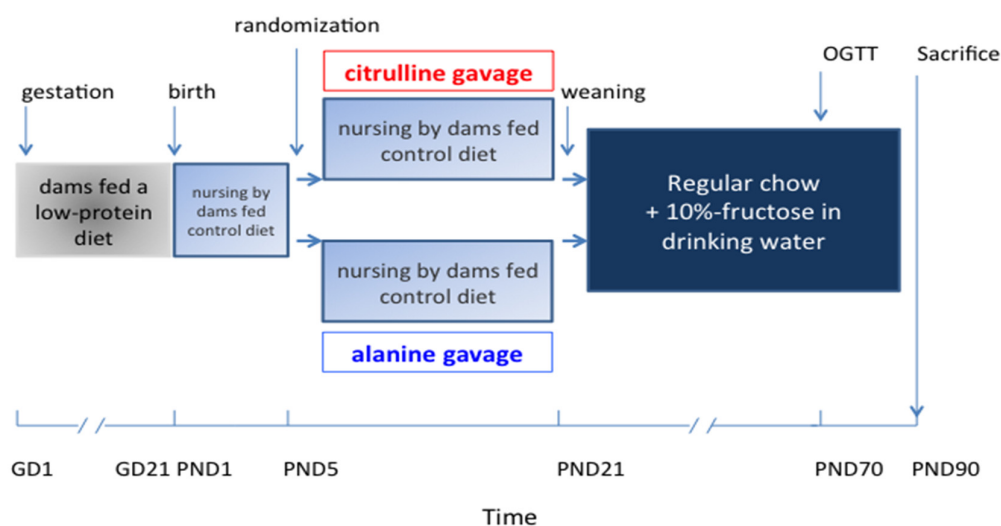 randomization
citrulline gavage
OGTT
Sacrifice
gestation
birth
weaning
nursing by dams fed
control diet
dams fed a
low-protein
diet
nursing by
dams fed
control diet
Regular chow
+ 10%-fructose in
drinking water
nursing by dams fed
control diet
alanine gavage
GD1
GD21 PND1
PND5
PND21
PND70
PND90
Time